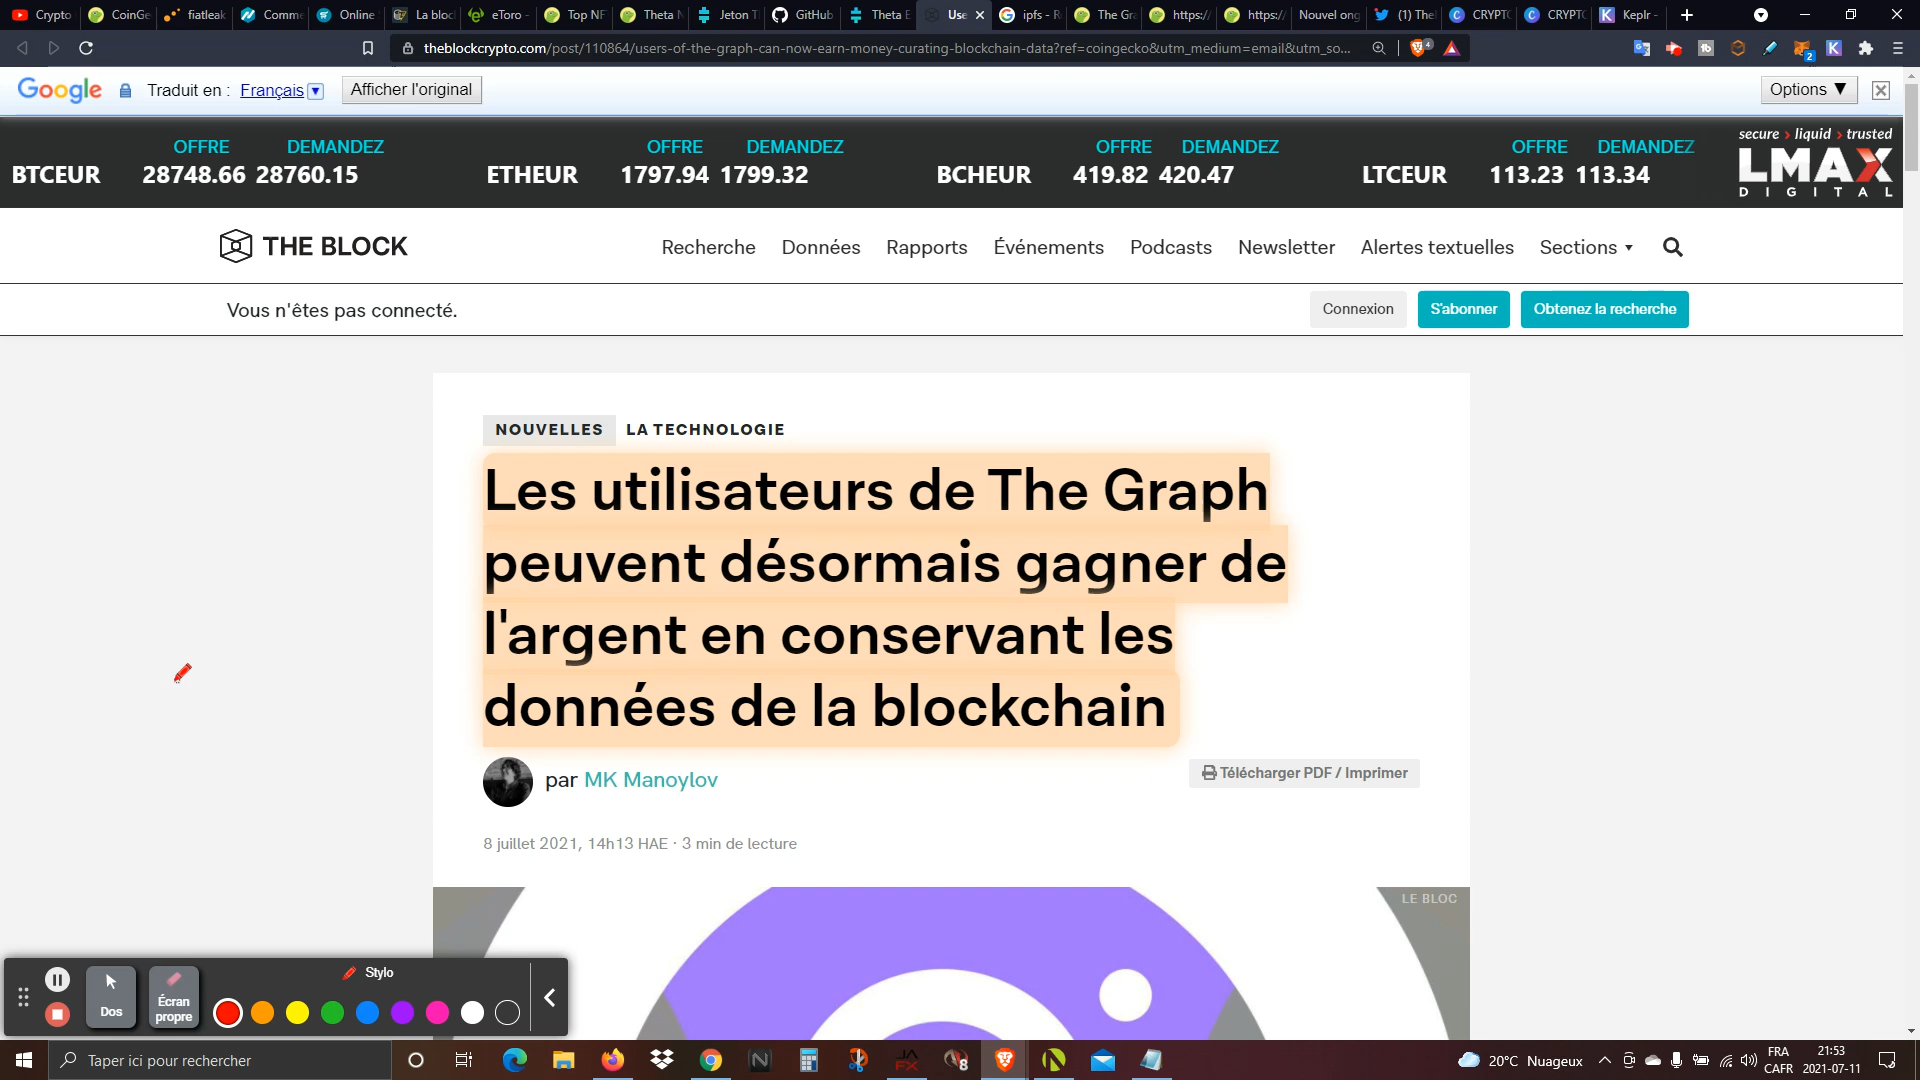 Crypto
CoinGe
fiatleak
Comme
Online
La bloc
eToro -
Top NF
Theta N
Jeton T
GitHub
Theta E
Use
ipfs - R
The Gra
https:/
https:/
Nouvel ong
(1) The
CRYPTO
CRYPTO
Keplr -
theblockcrypto.com/post/110864/users-of-the-graph-can-now-earn-money-curating-blockchain-data?ref=coingecko&utm_medium=email&utm_so...
Google Traduit en : Français Afficher l'original Options ▼
OFFRE DEMANDEZ OFFRE DEMANDEZ OFFRE DEMANDEZ OFFRE DEMANDEZ
BTCEUR 28748.66 28760.15 ETHEUR 1797.94 1799.32 BCHEUR 419.82 420.47 LTCEUR 113.23 113.34
secure › liquid › trusted
LMAX
DIGITAL
THE BLOCK Recherche Données Rapports Événements Podcasts Newsletter Alertes textuelles Sections
Vous n'êtes pas connecté. Connexion S'abonner Obtenez la recherche
NOUVELLES LA TECHNOLOGIE
Les utilisateurs de The Graph
peuvent désormais gagner de
l'argent en conservant les
données de la blockchain
par MK Manoylov
Télécharger PDF / Imprimer
8 juillet 2021, 14h13 HAE · 3 min de lecture
LE BLOC
Stylo
Dos
Écran
propre
Taper ici pour rechercher
20°C Nuageux
FRA
CAFR
21:53
2021-07-11